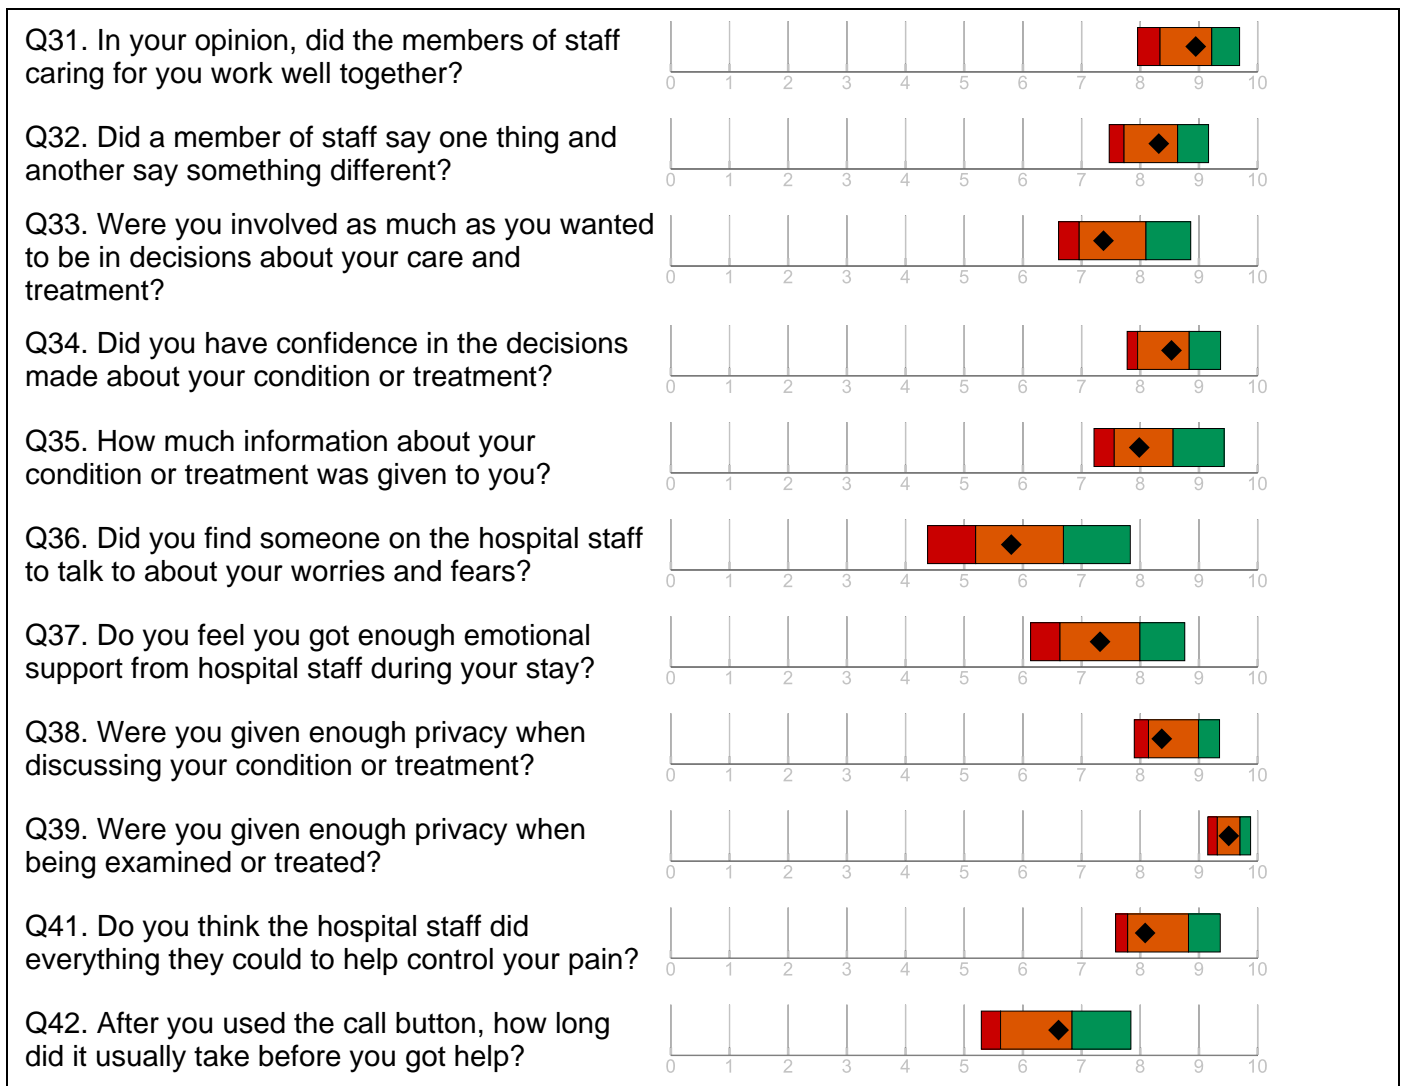 Q31. In your opinion, did the members of staff
caring for you work well together?
0 1 2 3 4 5 6 7 8 9 10
Q32. Did a member of staff say one thing and
another say something different?
0 1 2 3 4 5 6 7 8 9 10
Q33. Were you involved as much as you wanted
to be in decisions about your care and
treatment?
0 1 2 3 4 5 6 7 8 9 10
Q34. Did you have confidence in the decisions
made about your condition or treatment?
0 1 2 3 4 5 6 7 8 9 10
Q35. How much information about your
condition or treatment was given to you?
0 1 2 3 4 5 6 7 8 9 10
Q36. Did you find someone on the hospital staff
to talk to about your worries and fears?
0 1 2 3 4 5 6 7 8 9 10
Q37. Do you feel you got enough emotional
support from hospital staff during your stay?
0 1 2 3 4 5 6 7 8 9 10
Q38. Were you given enough privacy when
discussing your condition or treatment?
0 1 2 3 4 5 6 7 8 9 10
Q39. Were you given enough privacy when
being examined or treated?
0 1 2 3 4 5 6 7 8 9 10
Q41. Do you think the hospital staff did
everything they could to help control your pain?
0 1 2 3 4 5 6 7 8 9 10
Q42. After you used the call button, how long
did it usually take before you got help?
0 1 2 3 4 5 6 7 8 9 10